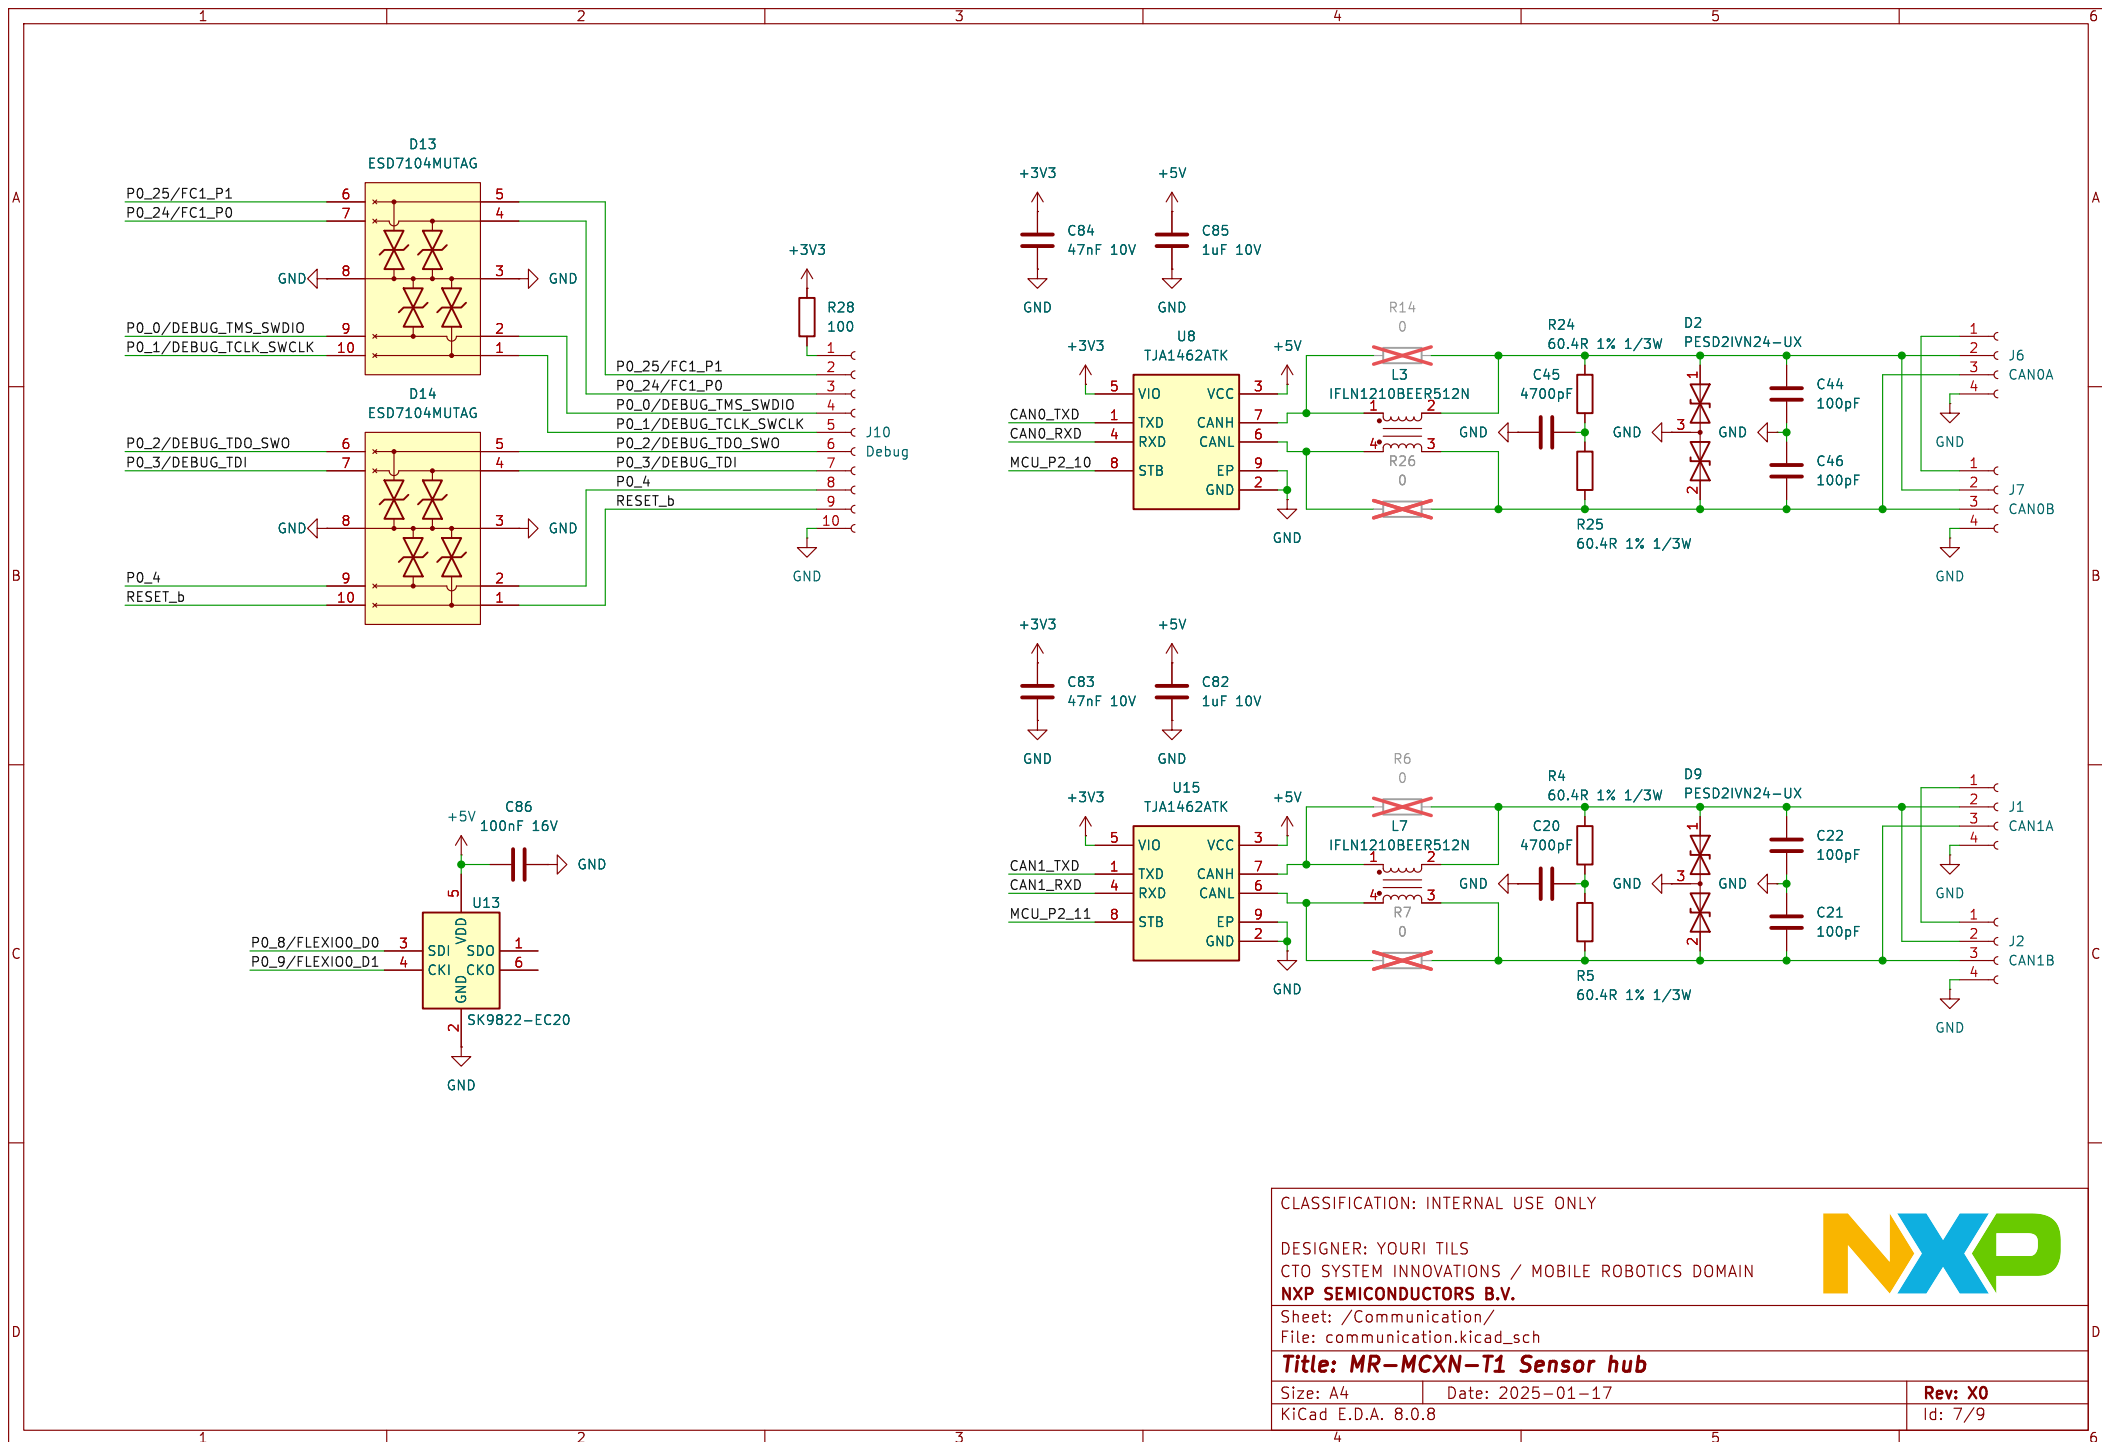 1 2 3 4 5 6
A
B
C
D
D13
ESD7104MUTAG
P0_25/FC1_P1 6 5
P0_24/FC1_P0 7 4
GND 8 3 GND
P0_0/DEBUG_TMS_SWDIO 9 2
P0_1/DEBUG_TCLK_SWCLK 10 1
D14
ESD7104MUTAG
P0_2/DEBUG_TDO_SWO 6 5
P0_3/DEBUG_TDI 7 4
GND 8 3 GND
P0_4 9 2
RESET_b 10 1
+3V3
R28
100
1
P0_25/FC1_P1 2
P0_24/FC1_P0 3
P0_0/DEBUG_TMS_SWDIO 4
P0_1/DEBUG_TCLK_SWCLK 5
P0_2/DEBUG_TDO_SWO 6
P0_3/DEBUG_TDI 7
P0_4 8
RESET_b 9
10
J10
Debug
GND
+3V3
C84
47nF 10V
GND
+5V
C85
1uF 10V
GND
U8
TJA1462ATK
+3V3
+5V
5 VIO VCC 3
CAN0_TXD 1 TXD CANH 7
CAN0_RXD 4 RXD CANL 6
MCU_P2_10 8 STB EP 9
GND 2
GND
R14
0
L3
IFLN1210BEER512N
1 2
4 3
R26
0
R24
60.4R 1% 1/3W
C45
4700pF
GND
R25
60.4R 1% 1/3W
D2
PESD2IVN24-UX
1
GND 3
2
C44
100pF
GND
C46
100pF
1
2 J6
3 CAN0A
4
GND
1
2 J7
3 CAN0B
4
GND
+3V3
C83
47nF 10V
GND
+5V
C82
1uF 10V
GND
U15
TJA1462ATK
+3V3
+5V
5 VIO VCC 3
CAN1_TXD 1 TXD CANH 7
CAN1_RXD 4 RXD CANL 6
MCU_P2_11 8 STB EP 9
GND 2
GND
R6
0
L7
IFLN1210BEER512N
1 2
4 3
R7
0
R4
60.4R 1% 1/3W
C20
4700pF
GND
R5
60.4R 1% 1/3W
D9
PESD2IVN24-UX
1
GND 3
2
C22
100pF
GND
C21
100pF
1
2 J1
3 CAN1A
4
GND
1
2 J2
3 CAN1B
4
GND
+5V
C86
100nF 16V
GND
5
U13
VDD
P0_8/FLEXIO0_D0 3 SDI SDO 1
P0_9/FLEXIO0_D1 4 CKI CKO 6
GND
2
SK9822-EC20
GND
CLASSIFICATION: INTERNAL USE ONLY
DESIGNER: YOURI TILS
CTO SYSTEM INNOVATIONS / MOBILE ROBOTICS DOMAIN
NXP SEMICONDUCTORS B.V.
NXP
Sheet: /Communication/
File: communication.kicad_sch
Title: MR-MCXN-T1 Sensor hub
Size: A4 Date: 2025-01-17 Rev: X0
KiCad E.D.A. 8.0.8 Id: 7/9
A
B
C
D
1 2 3 4 5 6